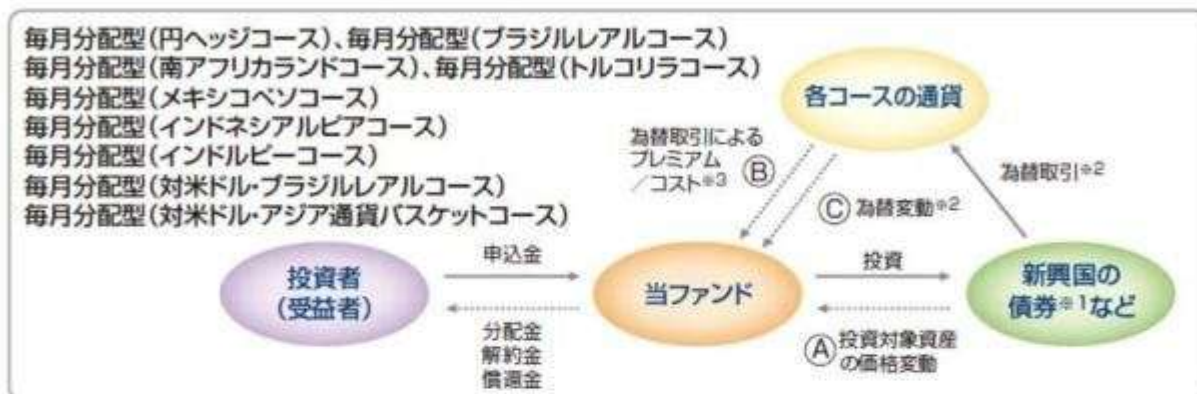 毎月分配型(円ヘッジコース)、毎月分配型(ブラジルレアルコース)
毎月分配型(南アフリカランドコース)、毎月分配型(トルコリラコース)
毎月分配型(メキシコペソコース)
毎月分配型(インドネシアルピアコース)
毎月分配型(インドルピーコース)
毎月分配型(対米ドル・ブラジルレアルコース)
毎月分配型(対米ドル・アジア通貨バスケットコース)
各コースの通貨
為替取引による
プレミアム
／コスト※3
Ⓑ
Ⓒ 為替変動※2
為替取引※2
投資者
(受益者)
申込金
分配金
解約金
償還金
当ファンド
投資
Ⓐ 投資対象資産
の価格変動
新興国の
債券※1など